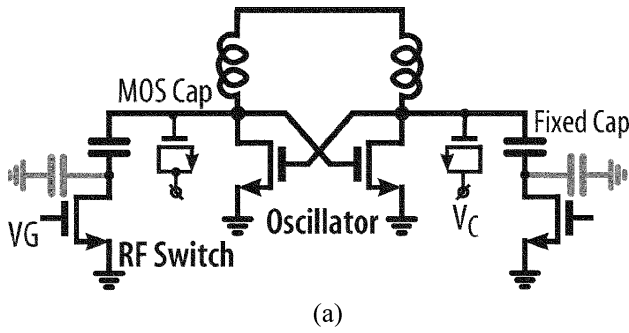 MOS Cap
Fixed Cap
VG
RF Switch
Oscillator
VC
(a)